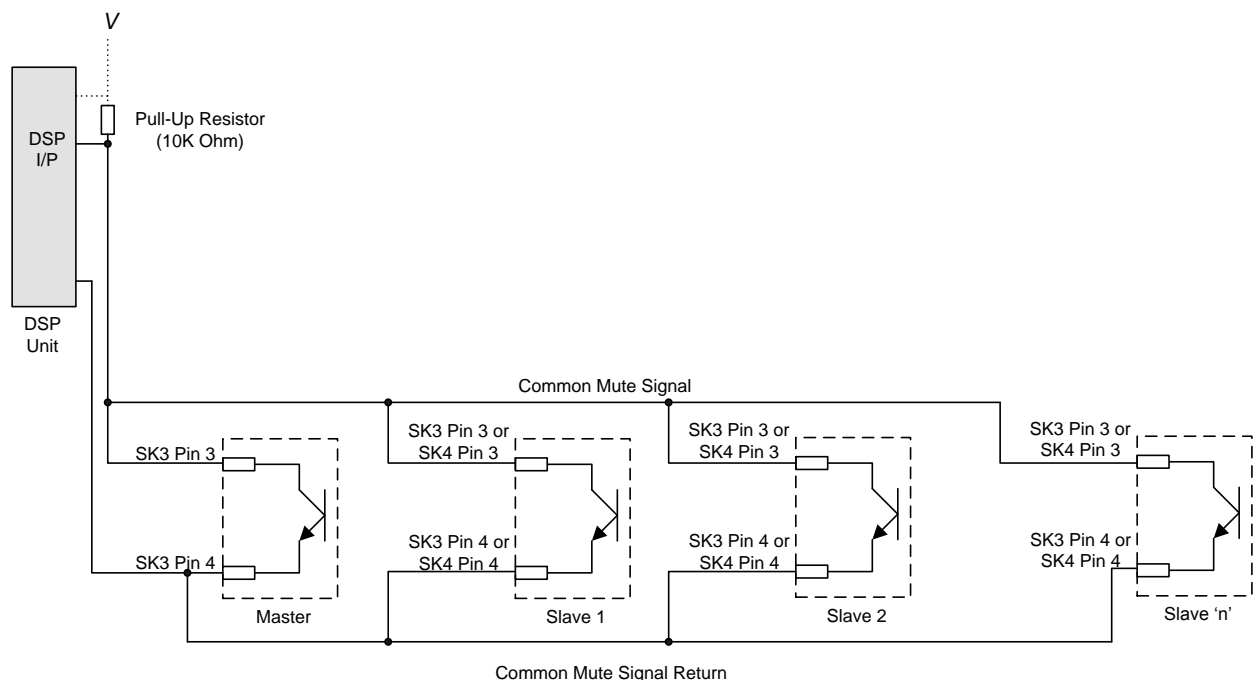 V
Pull-Up Resistor
(10K Ohm)
DSP
I/P
DSP
Unit
Common Mute Signal
SK3 Pin 3
SK3 Pin 3 or
SK4 Pin 3
SK3 Pin 3 or
SK4 Pin 3
SK3 Pin 3 or
SK4 Pin 3
SK3 Pin 4
SK3 Pin 4 or
SK4 Pin 4
SK3 Pin 4 or
SK4 Pin 4
SK3 Pin 4 or
SK4 Pin 4
Master
Slave 1
Slave 2
Slave ‘n’
Common Mute Signal Return